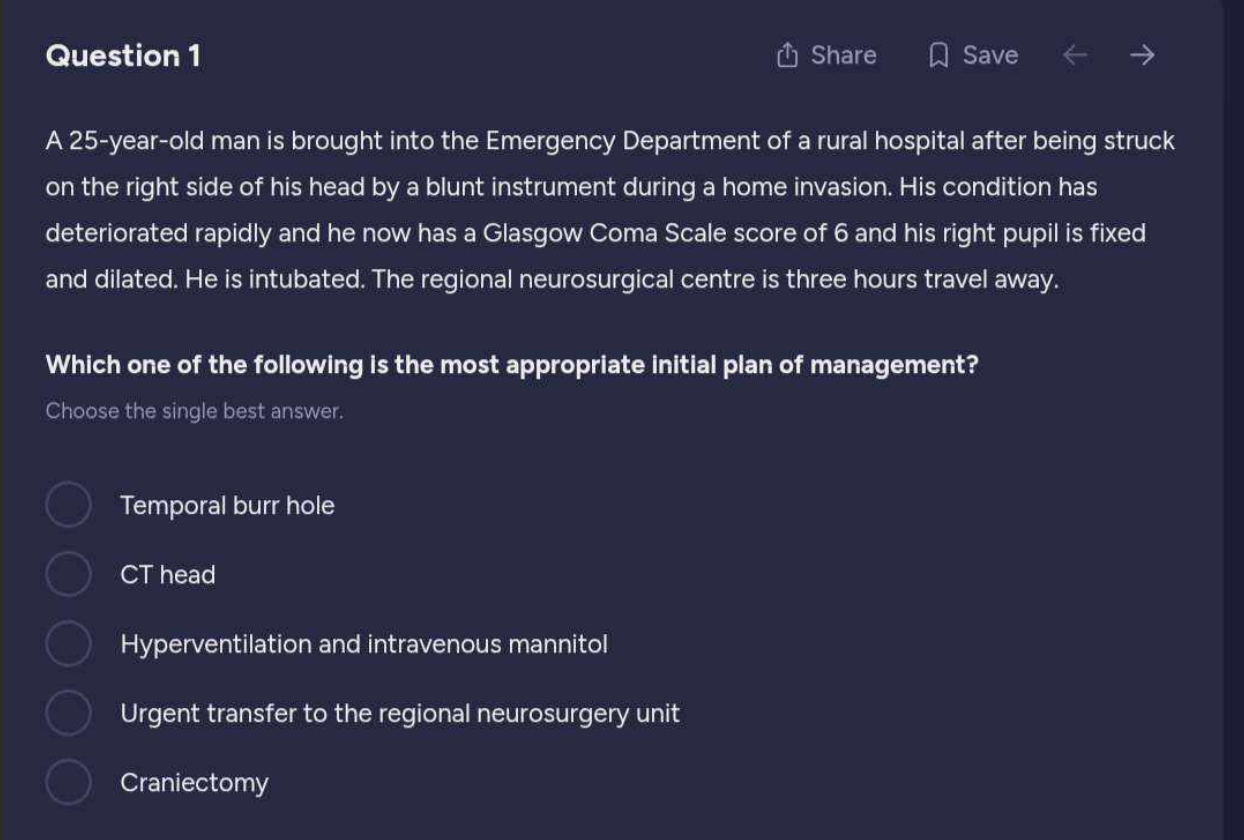 Question 1
Share
Save
A 25-year-old man is brought into the Emergency Department of a rural hospital after being struck
on the right side of his head by a blunt instrument during a home invasion. His condition has
deteriorated rapidly and he now has a Glasgow Coma Scale score of 6 and his right pupil is fixed
and dilated. He is intubated. The regional neurosurgical centre is three hours travel away.
Which one of the following is the most appropriate initial plan of management?
Choose the single best answer.
Temporal burr hole
CT head
Hyperventilation and intravenous mannitol
Urgent transfer to the regional neurosurgery unit
Craniectomy